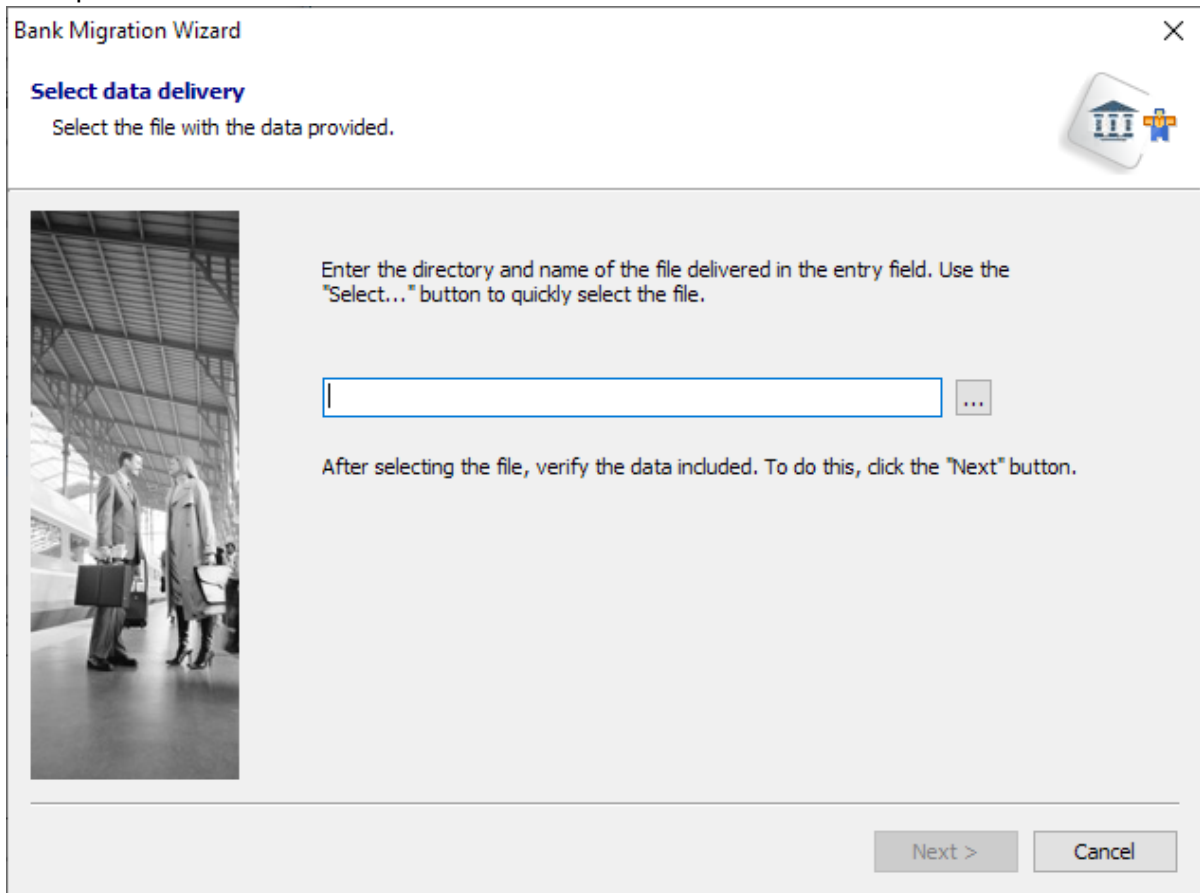 Bank Migration Wizard
Select data delivery
Select the file with the data provided.
Enter the directory and name of the file delivered in the entry field. Use the
"Select..." button to quickly select the file.
...
After selecting the file, verify the data included. To do this, click the "Next" button.
Next >
Cancel